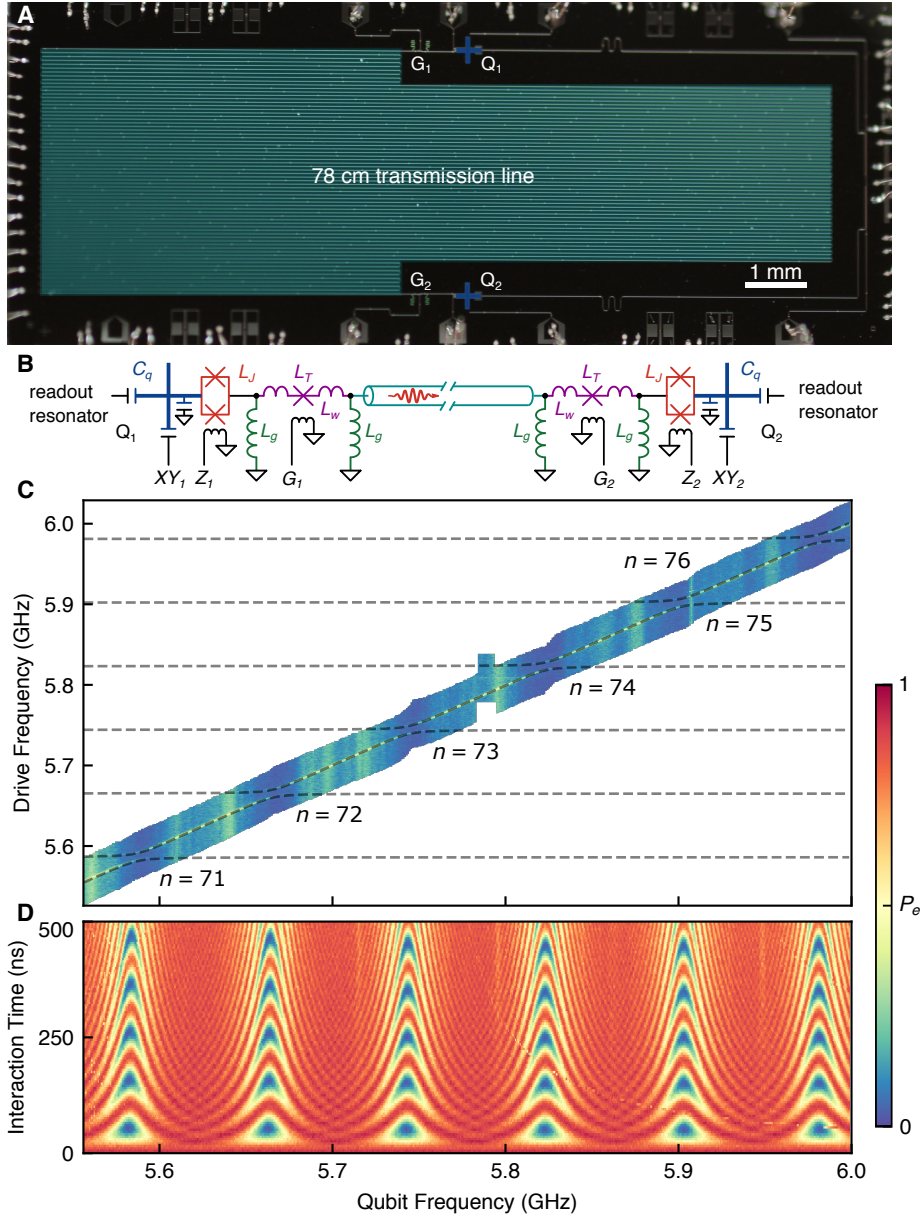 A
G1
Q1
78 cm transmission line
G2
Q2
1 mm
B
Cq
LJ
LT
LT
LJ
Cq
readout
resonator
Lw
Lw
readout
resonator
Q1
Lg
Lg
Lg
Lg
Q2
XY1
Z1
G1
G2
Z2
XY2
C
Drive Frequency (GHz)
6.0
5.9
5.8
5.7
5.6
n = 76
n = 75
n = 74
n = 73
n = 72
n = 71
1
Pe
0
D
Interaction Time (ns)
500
250
0
5.6
5.7
5.8
5.9
6.0
Qubit Frequency (GHz)